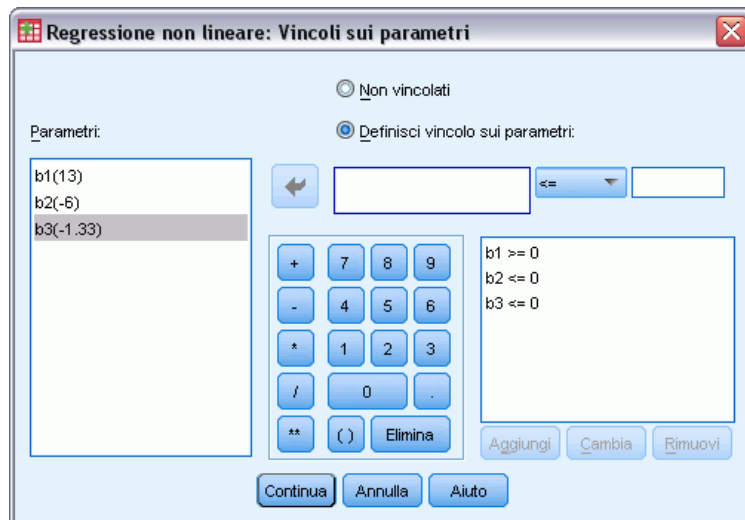 Regressione non lineare: Vincoli sui parametri
Non vincolati
Parametri:
Definisci vincolo sui parametri:
b1(13)
b2(-6)
b3(-1.33)
<=
+ 7 8 9
- 4 5 6
* 1 2 3
/ 0 .
** ( ) Elimina
b1 >= 0
b2 <= 0
b3 <= 0
Aggiungi Cambia Rimuovi
Continua Annulla Aiuto